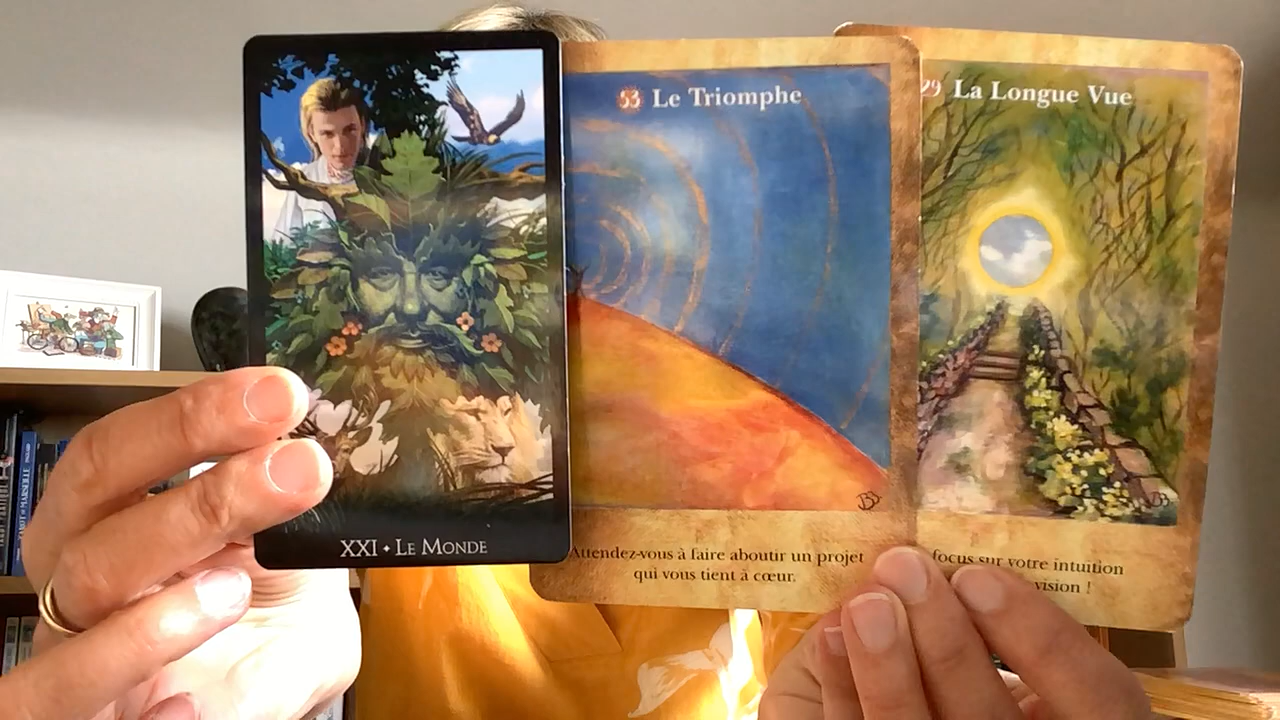 XXI • LE MONDE
53 Le Triomphe
Attendez-vous à faire aboutir un projet
qui vous tient à cœur.
29 La Longue Vue
focus sur votre intuition
vision !